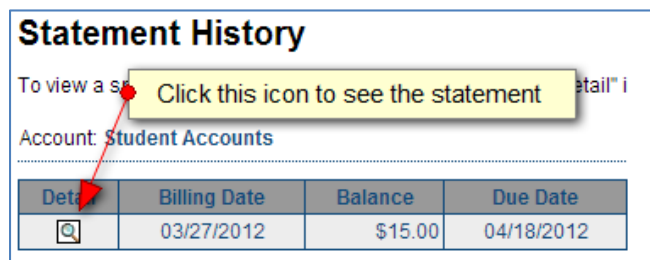 Statement History
To view a s
Click this icon to see the statement
etail" i
Account: Student Accounts
Detail Billing Date Balance Due Date
03/27/2012 $15.00 04/18/2012